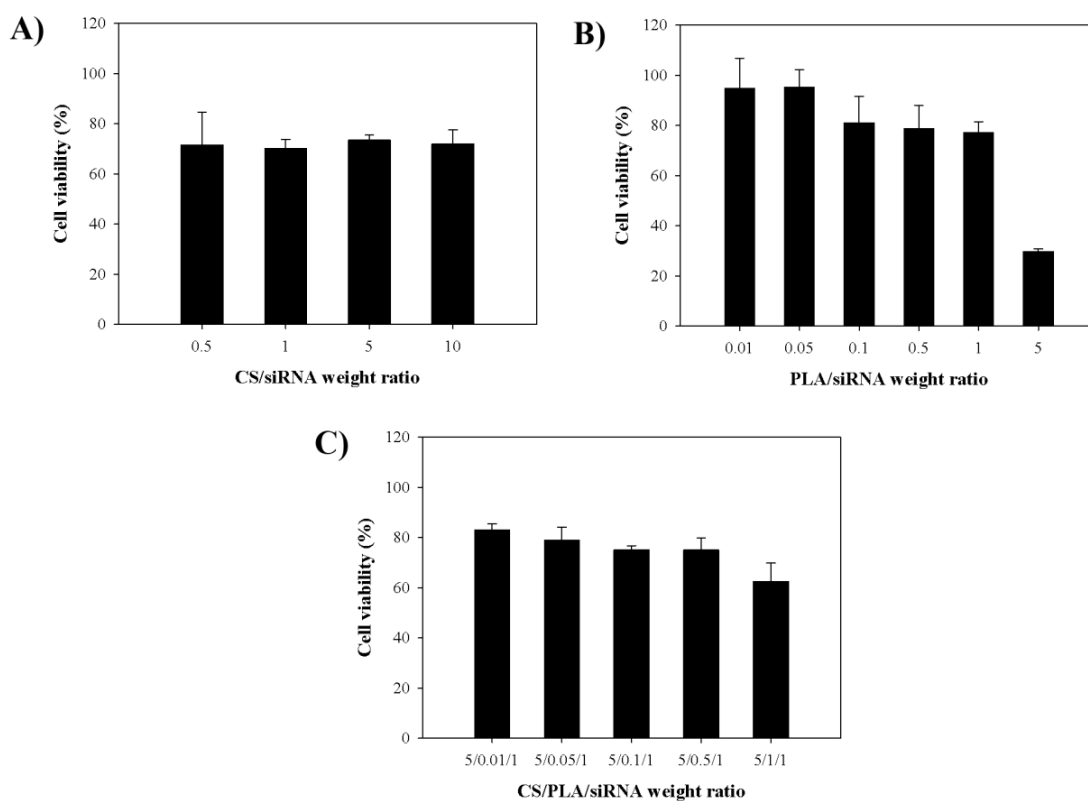 A)
120
100
80
60
40
20
0
Cell viability (%)
0.5 1 5 10
CS/siRNA weight ratio
B)
120
100
80
60
40
20
0
Cell viability (%)
0.01 0.05 0.1 0.5 1 5
PLA/siRNA weight ratio
C)
120
100
80
60
40
20
0
Cell viability (%)
5/0.01/1 5/0.05/1 5/0.1/1 5/0.5/1 5/1/1
CS/PLA/siRNA weight ratio